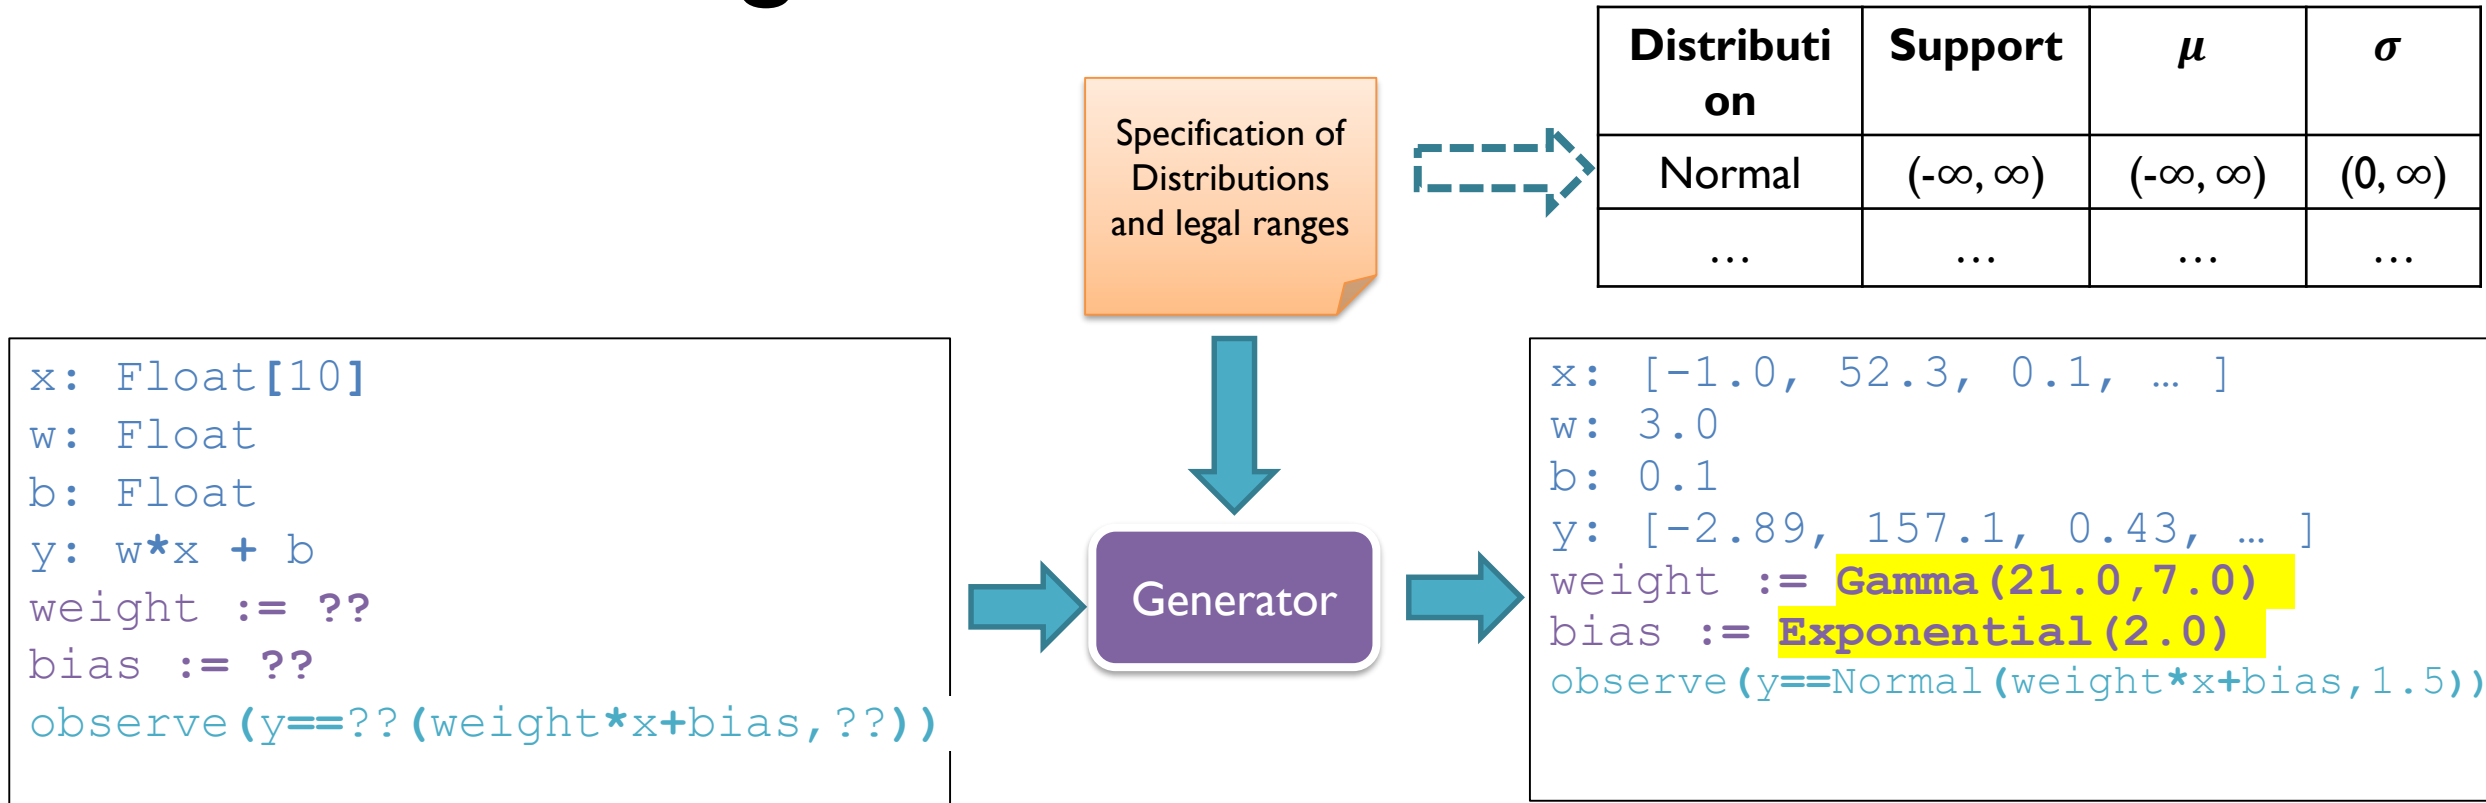 Distributi
on
Support
μ
σ
Normal
(-∞, ∞)
(-∞, ∞)
(0, ∞)
…
…
…
…
Specification of
Distributions
and legal ranges
x: Float[10]
w: Float
b: Float
y: w*x + b
weight := ??
bias := ??
observe(y==??(weight*x+bias,??))
Generator
x: [-1.0, 52.3, 0.1, … ]
w: 3.0
b: 0.1
y: [-2.89, 157.1, 0.43, … ]
weight := Gamma(21.0,7.0)
bias := Exponential(2.0)
observe(y==Normal(weight*x+bias,1.5))